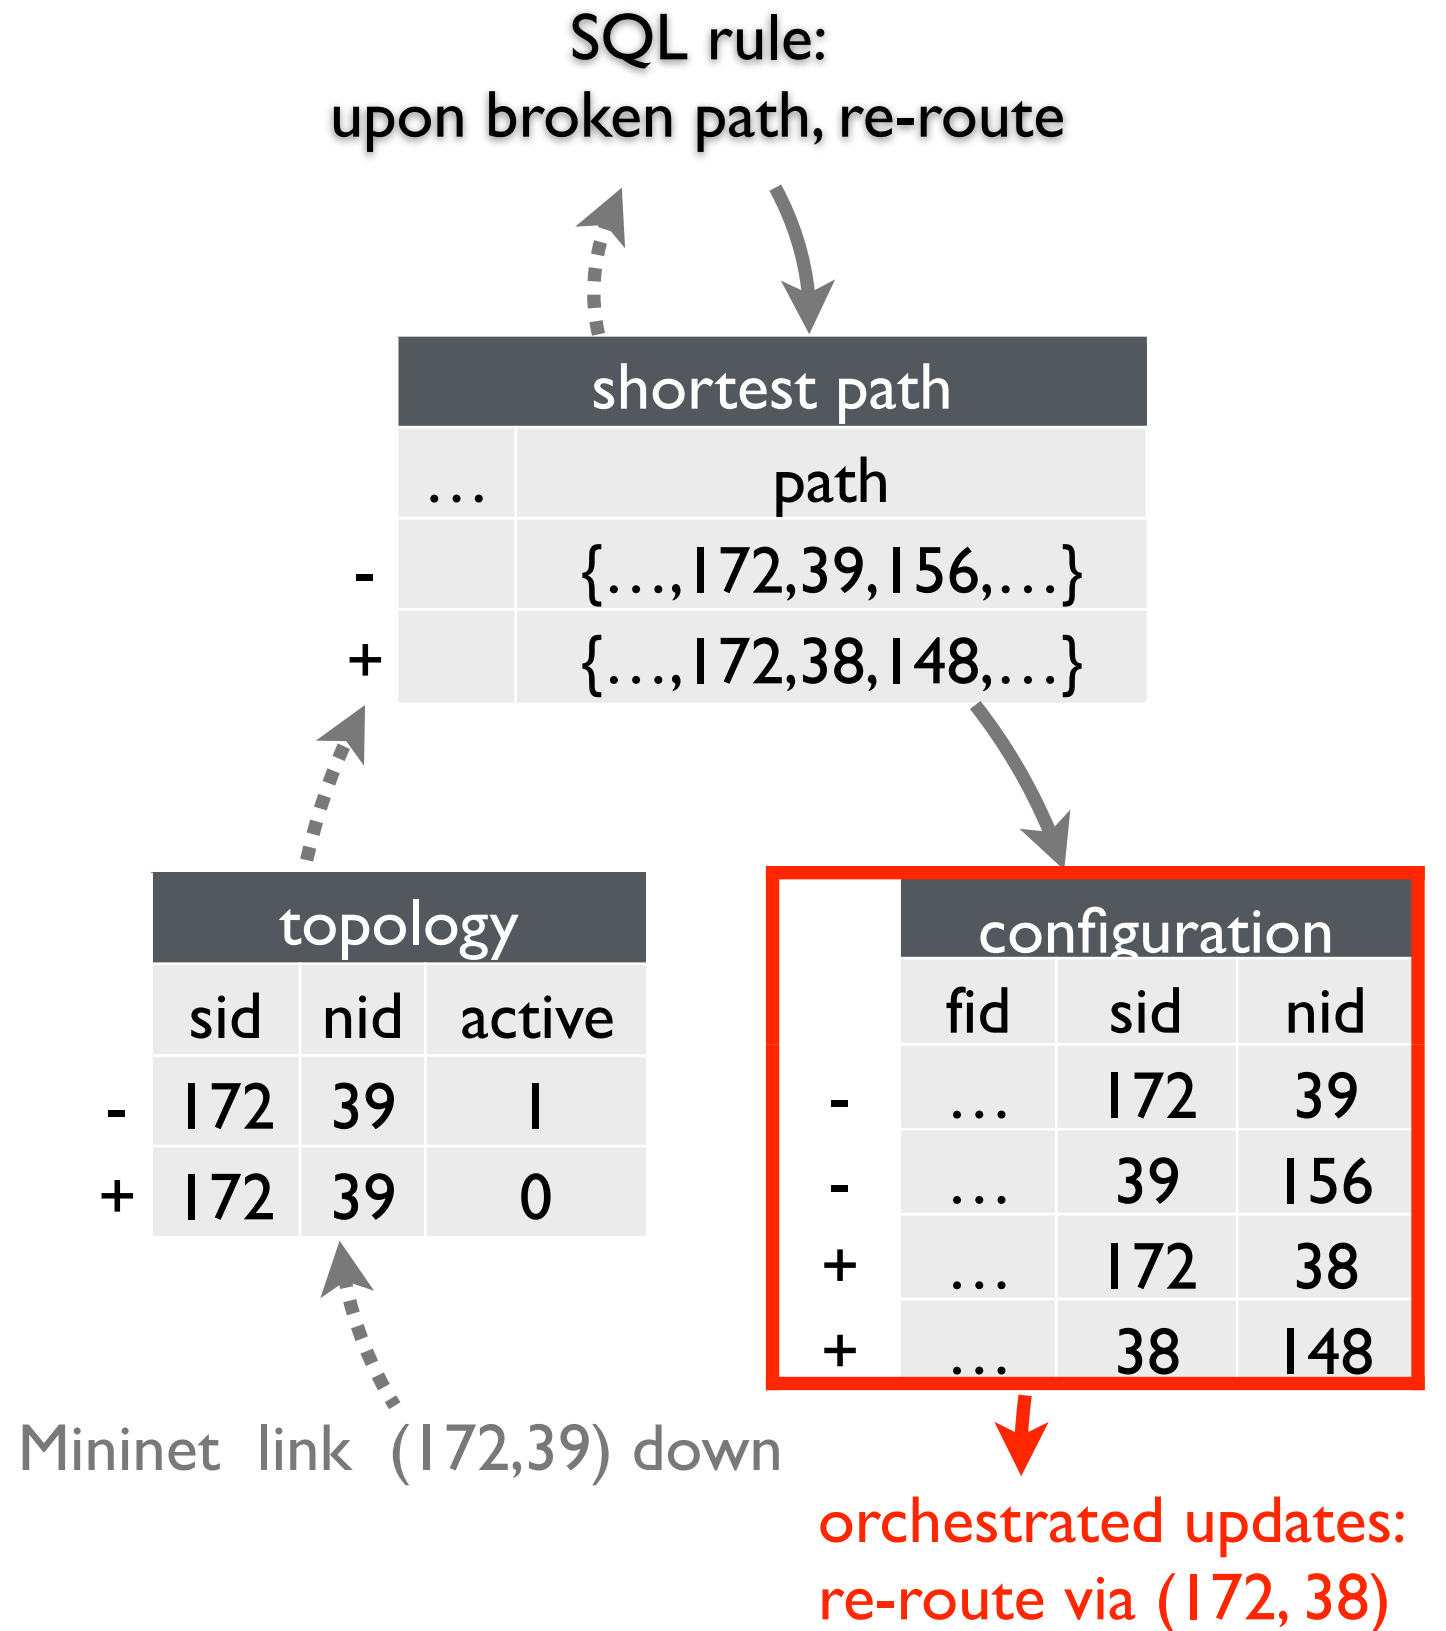 SQL rule:
upon broken path, re-route
shortest path
… path
- {…,172,39,156,…}
+ {…,172,38,148,…}
topology
sid nid active
- 172 39 1
+ 172 39 0
Mininet link (172,39) down
configuration
fid sid nid
- … 172 39
- … 39 156
+ … 172 38
+ … 38 148
orchestrated updates:
re-route via (172, 38)